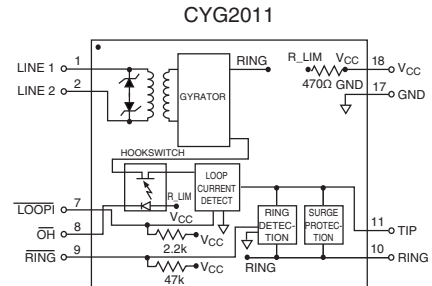 CYG2011
LINE 1 1
LINE 2 2
GYRATOR
RING
R_LIM VCC
470Ω GND
18 VCC
17 GND
HOOKSWITCH
R_LIM
LOOP
CURRENT
DETECT
LOOPI 7
VCC
OH 8
2.2k
VCC
RING 9
47k
VCC
RING
DETEC-
TION
SURGE
PROTEC-
TION
11 TIP
10 RING
RING